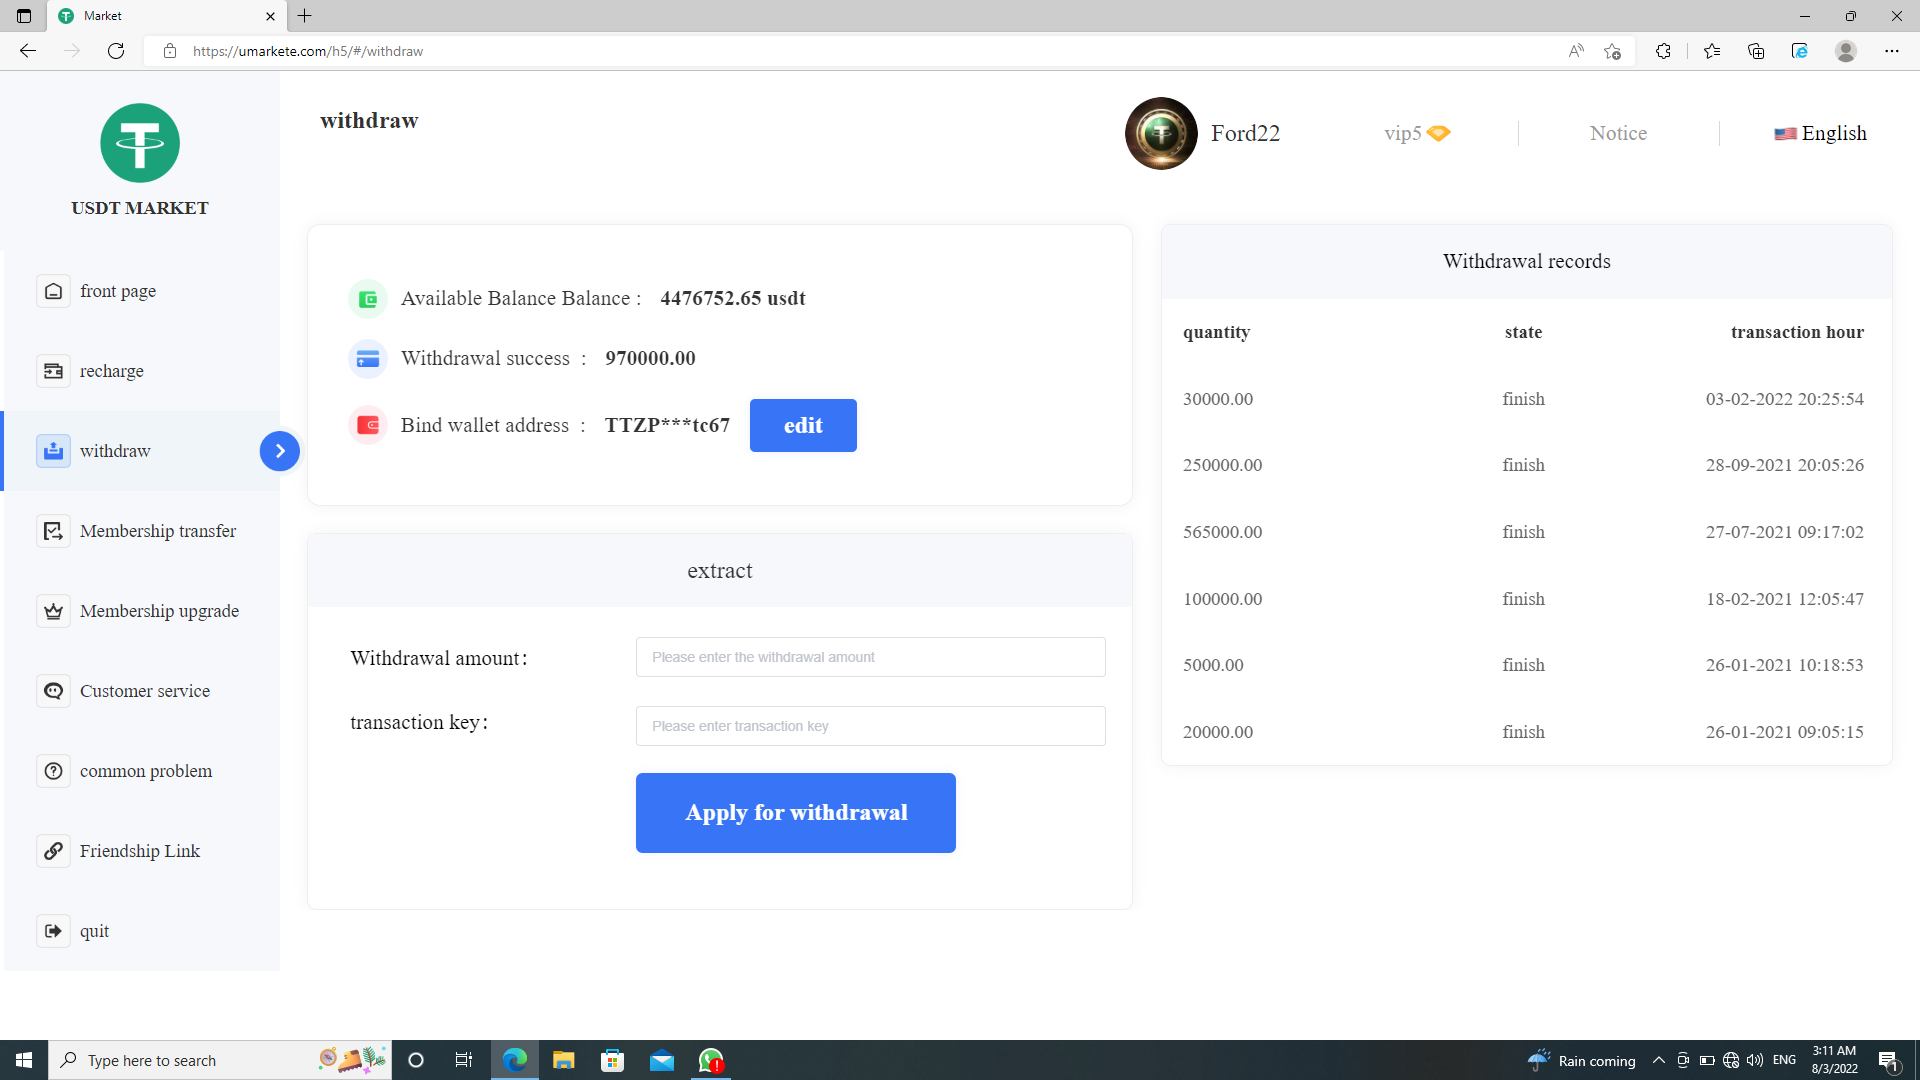 Market
https://umarkete.com/h5/#/withdraw
USDT MARKET
front page
recharge
withdraw
Membership transfer
Membership upgrade
Customer service
common problem
Friendship Link
quit
withdraw
Ford22
vip5
Notice
English
Available Balance Balance : 4476752.65 usdt
Withdrawal success : 970000.00
Bind wallet address : TTZP***tc67
edit
extract
Withdrawal amount:
Please enter the withdrawal amount
transaction key:
Please enter transaction key
Apply for withdrawal
Withdrawal records
quantity state transaction hour
30000.00 finish 03-02-2022 20:25:54
250000.00 finish 28-09-2021 20:05:26
565000.00 finish 27-07-2021 09:17:02
100000.00 finish 18-02-2021 12:05:47
5000.00 finish 26-01-2021 10:18:53
20000.00 finish 26-01-2021 09:05:15
Type here to search
Rain coming
ENG
3:11 AM
8/3/2022
1